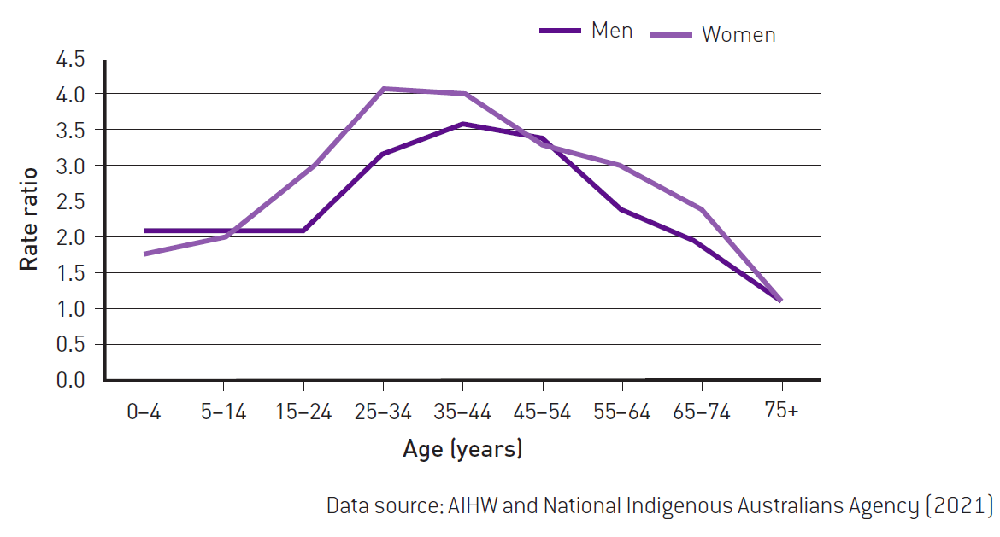 Men Women
4.5
4.0
3.5
3.0
2.5
2.0
1.5
1.0
0.5
0.0
Rate ratio
0–4 5–14 15–24 25–34 35–44 45–54 55–64 65–74 75+
Age (years)
Data source: AIHW and National Indigenous Australians Agency (2021)